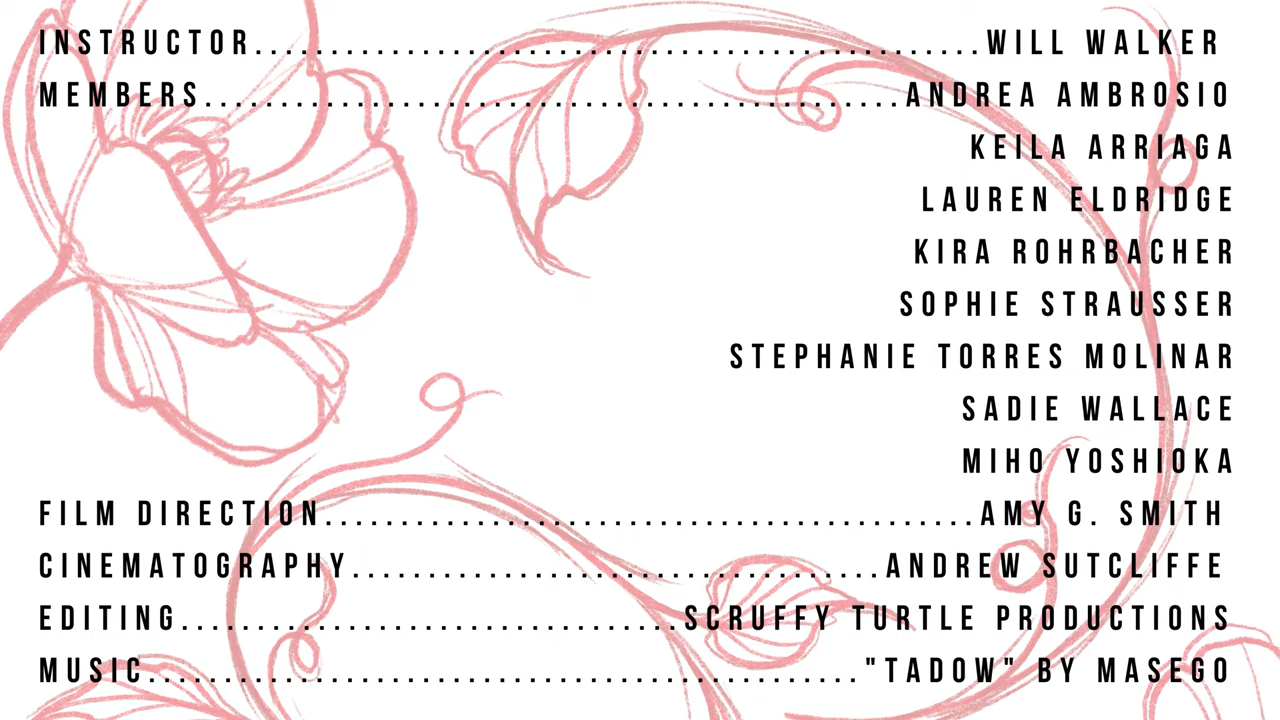 INSTRUCTOR......................................................WILL WALKER
MEMBERS.......................................................ANDREA AMBROSIO
KEILA ARRIAGA
LAUREN ELDRIDGE
KIRA ROHRBACHER
SOPHIE STRAUSSER
STEPHANIE TORRES MOLINAR
SADIE WALLACE
MIHO YOSHIOKA
FILM DIRECTION...................................................AMY G. SMITH
CINEMATOGRAPHY..........................................ANDREW SUTCLIFFE
EDITING.......................................SCRUFFY TURTLE PRODUCTIONS
MUSIC........................................................"TADOW" BY MASEGO